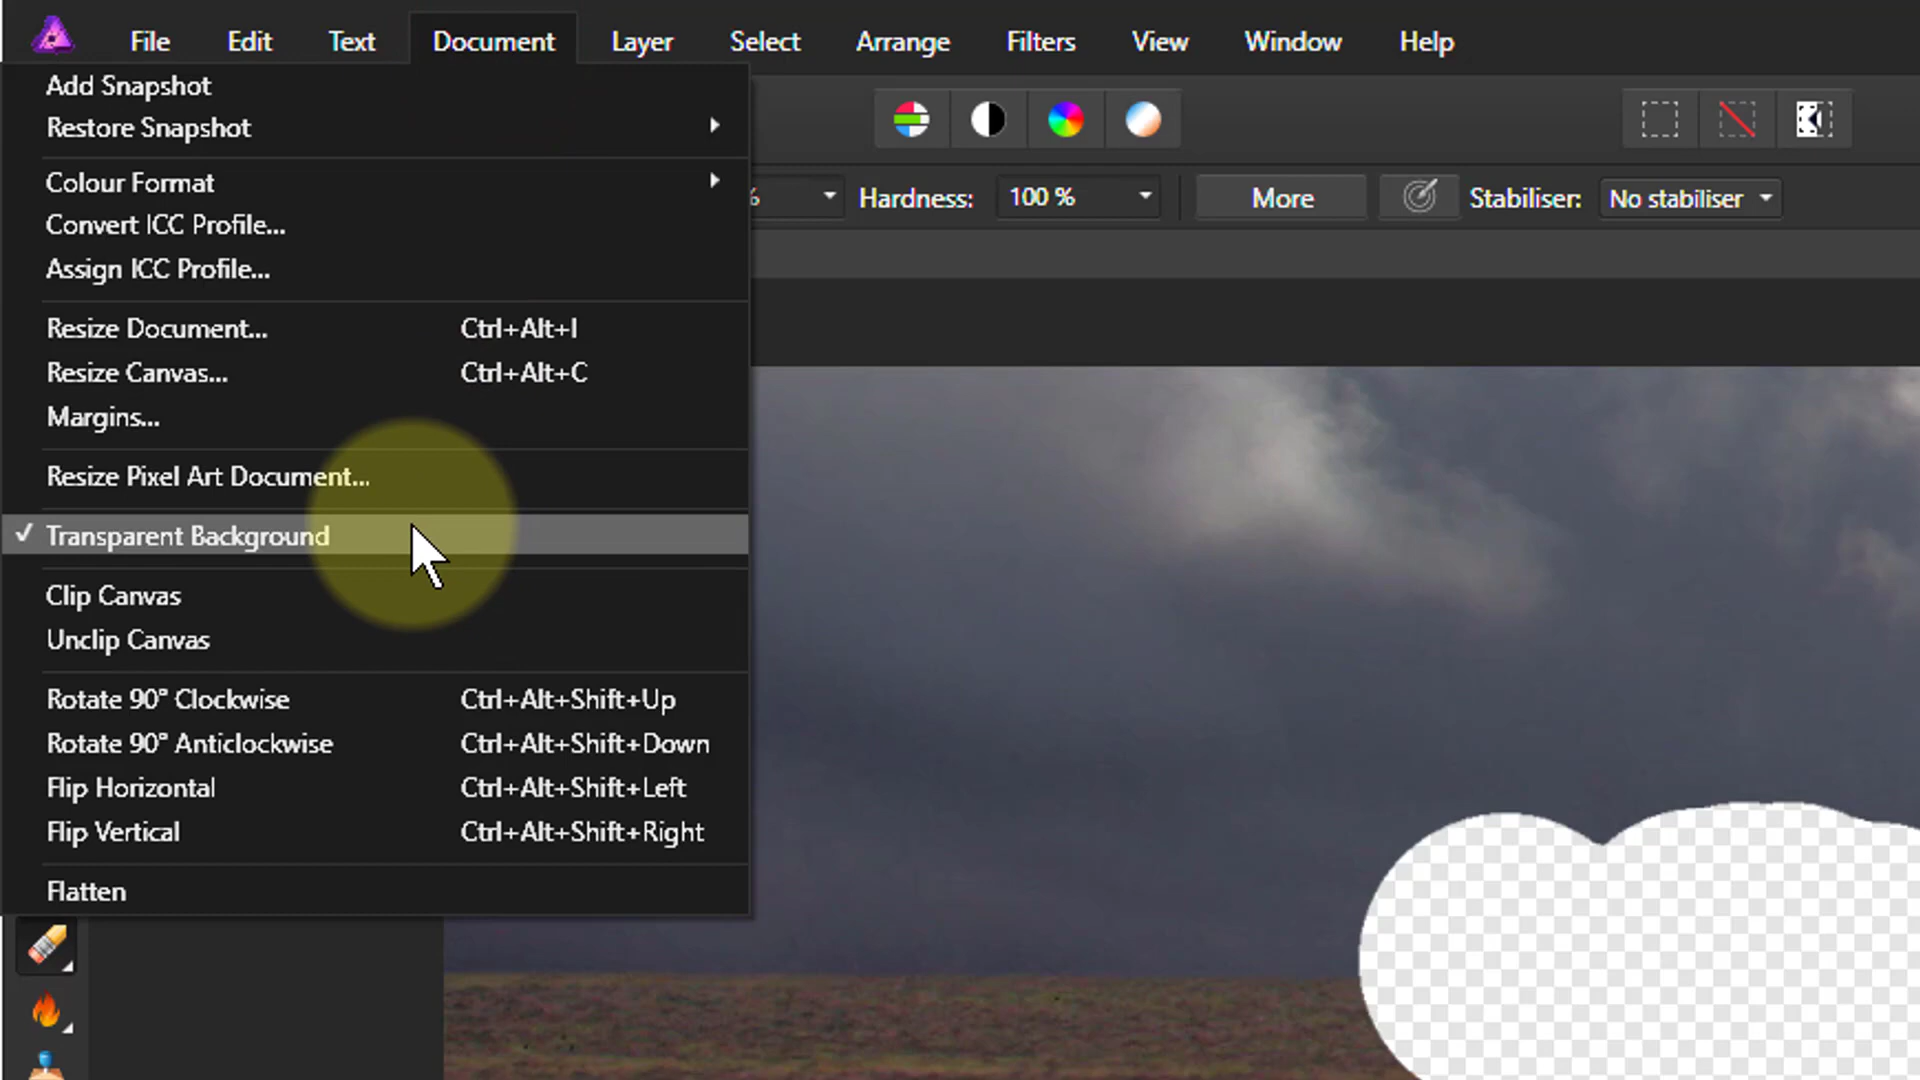 File Edit Text Document Layer Select Arrange Filters View Window Help
Add Snapshot
Restore Snapshot
Colour Format
Convert ICC Profile...
Assign ICC Profile...
Resize Document... Ctrl+Alt+I
Resize Canvas... Ctrl+Alt+C
Margins...
Resize Pixel Art Document...
Transparent Background
Clip Canvas
Unclip Canvas
Rotate 90° Clockwise Ctrl+Alt+Shift+Up
Rotate 90° Anticlockwise Ctrl+Alt+Shift+Down
Flip Horizontal Ctrl+Alt+Shift+Left
Flip Vertical Ctrl+Alt+Shift+Right
Flatten
% Hardness: 100 % More Stabiliser: No stabiliser